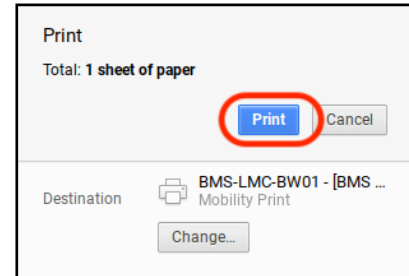 Print
Total: 1 sheet of paper
Print Cancel
Destination BMS-LMC-BW01 - [BMS ...
Mobility Print
Change...